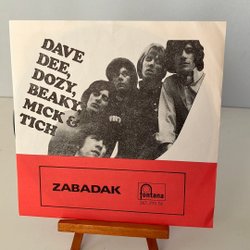 DAVE
DEE,
DOZY,
BEAKY,
MICK &
TICH
ZABADAK
fontana